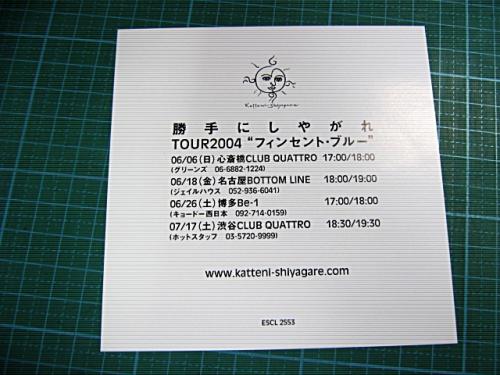 Katteni-Shiyagare
勝手にしやがれ
TOUR2004 “フィンセント・ブルー”
06/06(日)心斎橋CLUB QUATTRO 17:00/18:00
(グリーンズ 06-6882-1224)
06/18(金)名古屋BOTTOM LINE 18:00/19:00
(ジェイルハウス 052-936-6041)
06/26(土)博多Be-1 17:00/18:00
(キョードー西日本 092-714-0159)
07/17(土)渋谷CLUB QUATTRO 18:30/19:30
(ホットスタッフ 03-5720-9999)
www.katteni-shiyagare.com
ESCL 2553